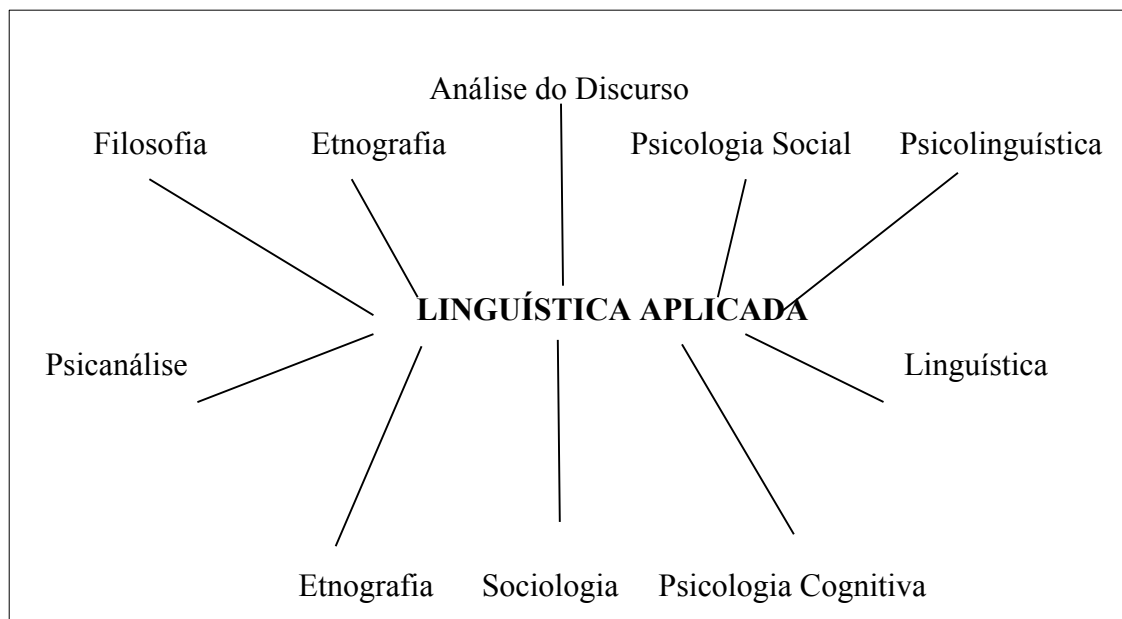 Análise do Discurso
Filosofia Etnografia Psicologia Social Psicolinguística
LINGUÍSTICA APLICADA
Psicanálise Linguística
Etnografia Sociologia Psicologia Cognitiva